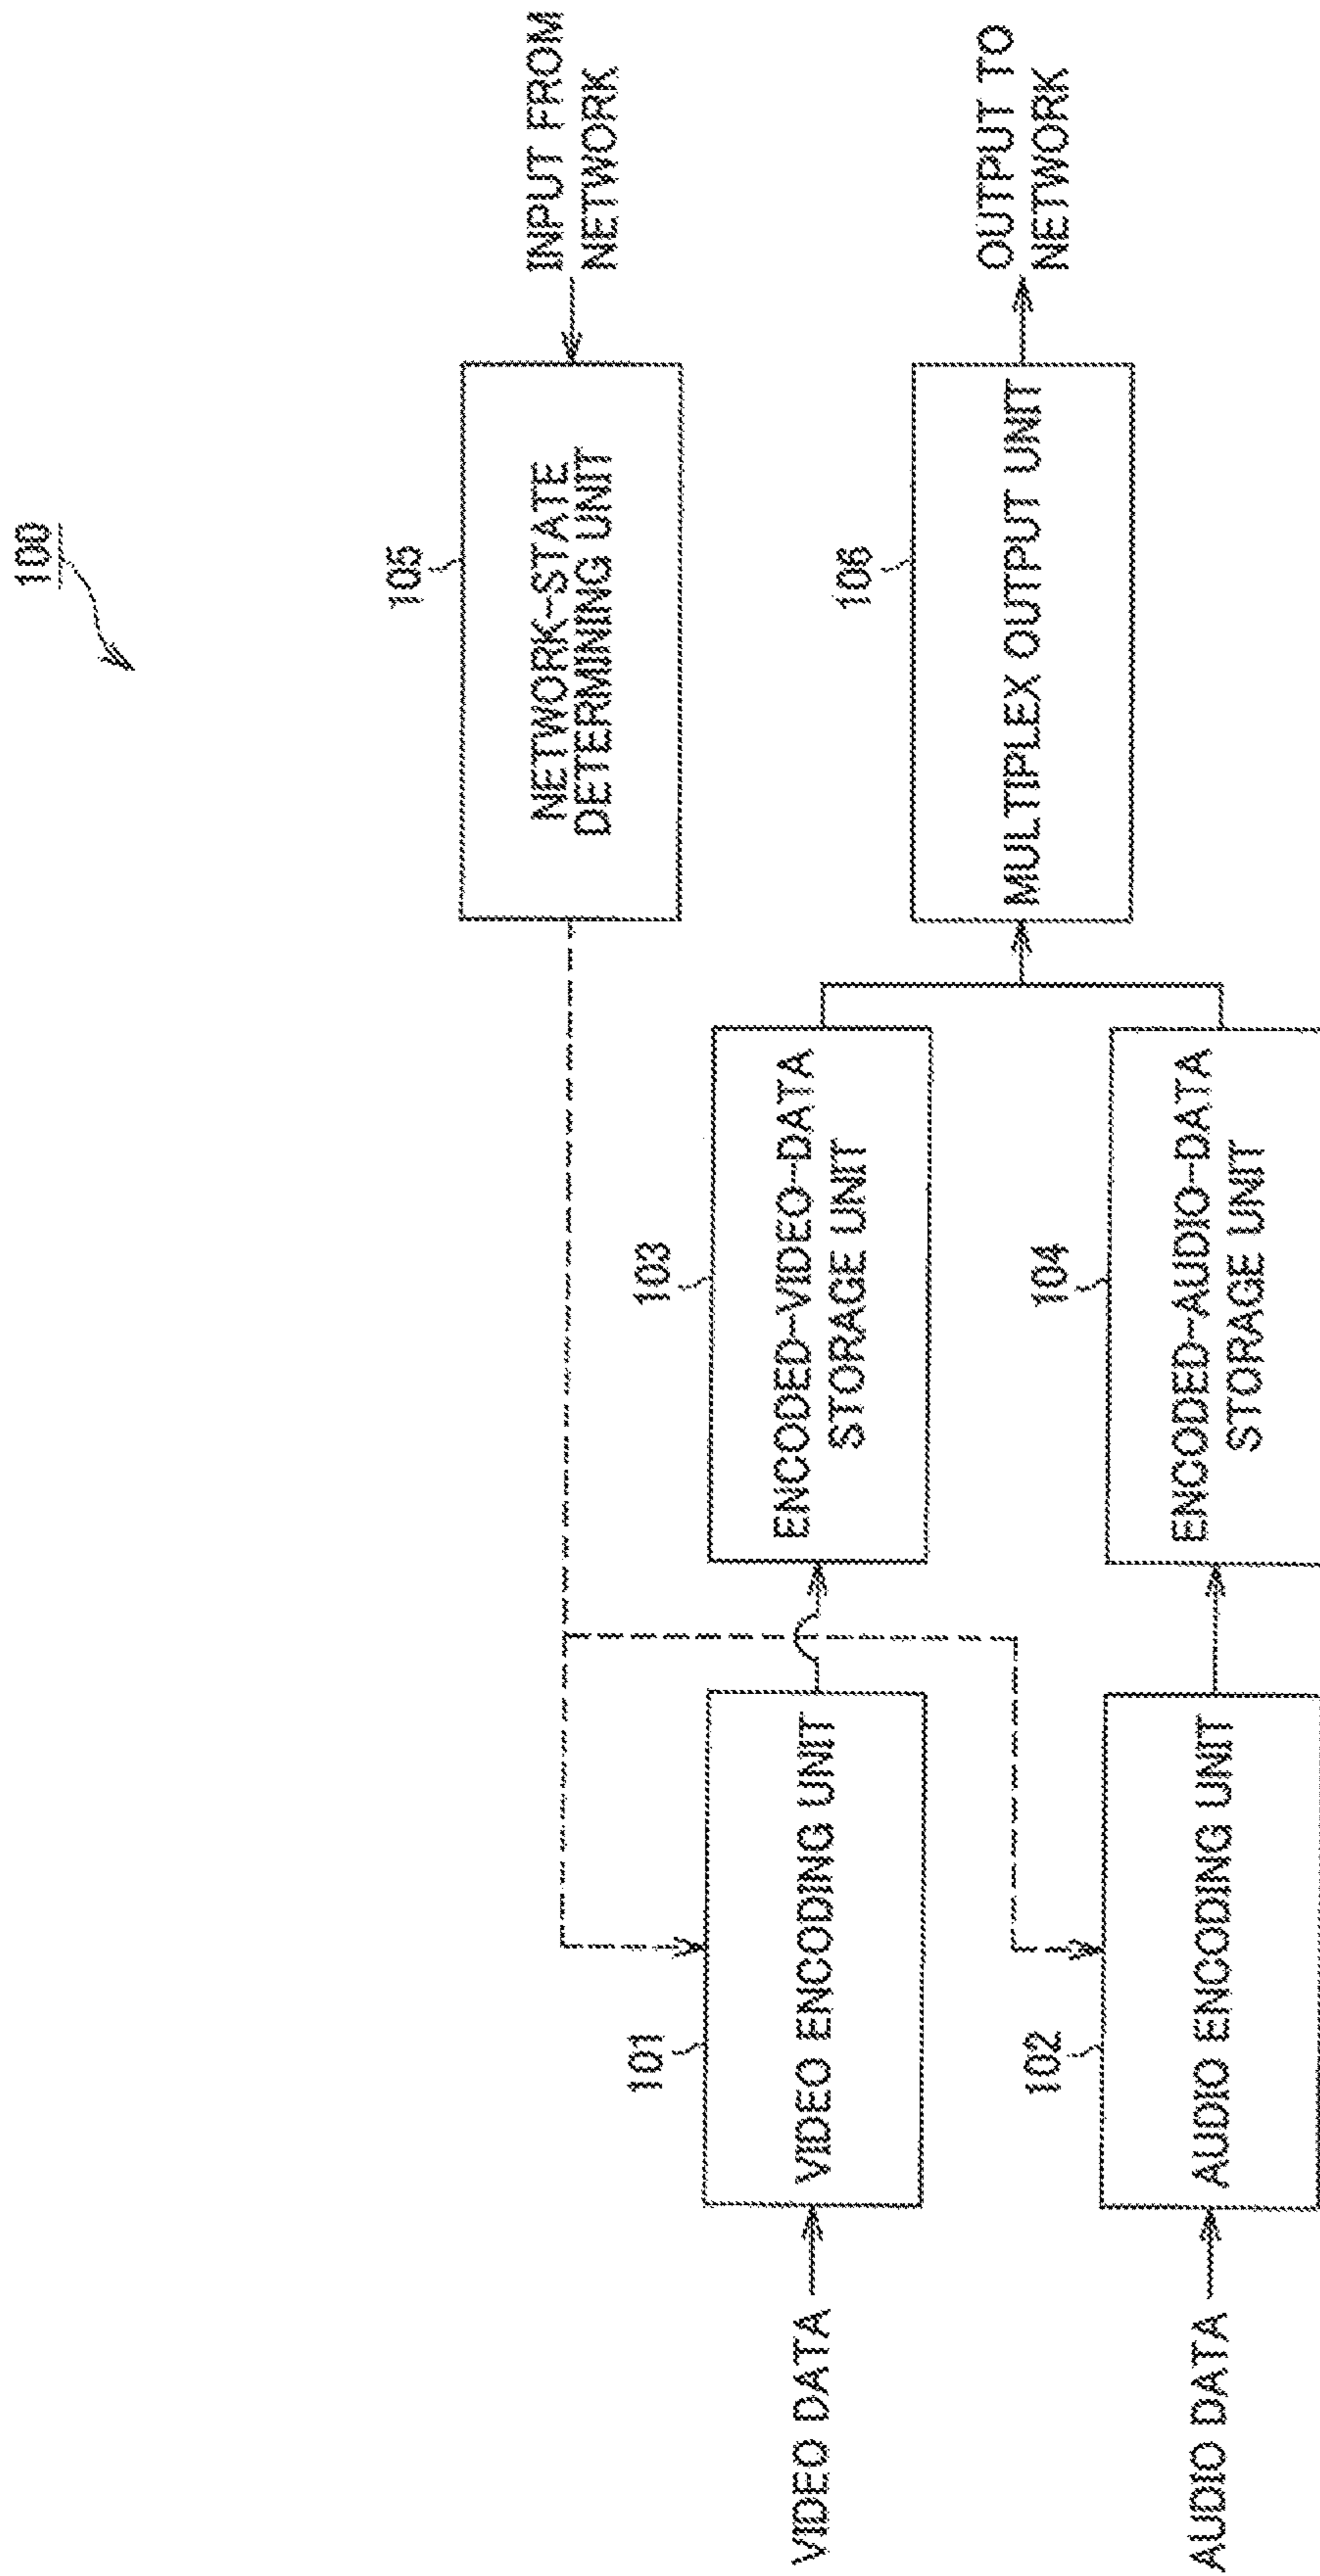 100
105
NETWORK-STATE
DETERMINING UNIT
INPUT FROM
NETWORK
101
VIDEO DATA
VIDEO ENCODING UNIT
103
ENCODED-VIDEO-DATA
STORAGE UNIT
106
MULTIPLEX OUTPUT UNIT
OUTPUT TO
NETWORK
102
AUDIO DATA
AUDIO ENCODING UNIT
104
ENCODED-AUDIO-DATA
STORAGE UNIT